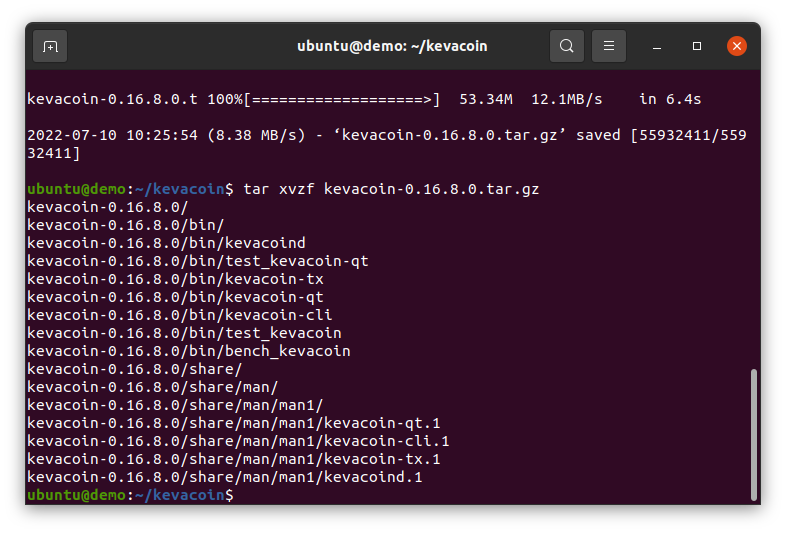 ubuntu@demo: ~/kevacoin
kevacoin-0.16.8.0.t 100%[===================>]  53.34M  12.1MB/s    in 6.4s
2022-07-10 10:25:54 (8.38 MB/s) - ‘kevacoin-0.16.8.0.tar.gz’ saved [55932411/559
32411]
ubuntu@demo:~/kevacoin$ tar xvzf kevacoin-0.16.8.0.tar.gz
kevacoin-0.16.8.0/
kevacoin-0.16.8.0/bin/
kevacoin-0.16.8.0/bin/kevacoind
kevacoin-0.16.8.0/bin/test_kevacoin-qt
kevacoin-0.16.8.0/bin/kevacoin-tx
kevacoin-0.16.8.0/bin/kevacoin-qt
kevacoin-0.16.8.0/bin/kevacoin-cli
kevacoin-0.16.8.0/bin/test_kevacoin
kevacoin-0.16.8.0/bin/bench_kevacoin
kevacoin-0.16.8.0/share/
kevacoin-0.16.8.0/share/man/
kevacoin-0.16.8.0/share/man/man1/
kevacoin-0.16.8.0/share/man/man1/kevacoin-qt.1
kevacoin-0.16.8.0/share/man/man1/kevacoin-cli.1
kevacoin-0.16.8.0/share/man/man1/kevacoin-tx.1
kevacoin-0.16.8.0/share/man/man1/kevacoind.1
ubuntu@demo:~/kevacoin$